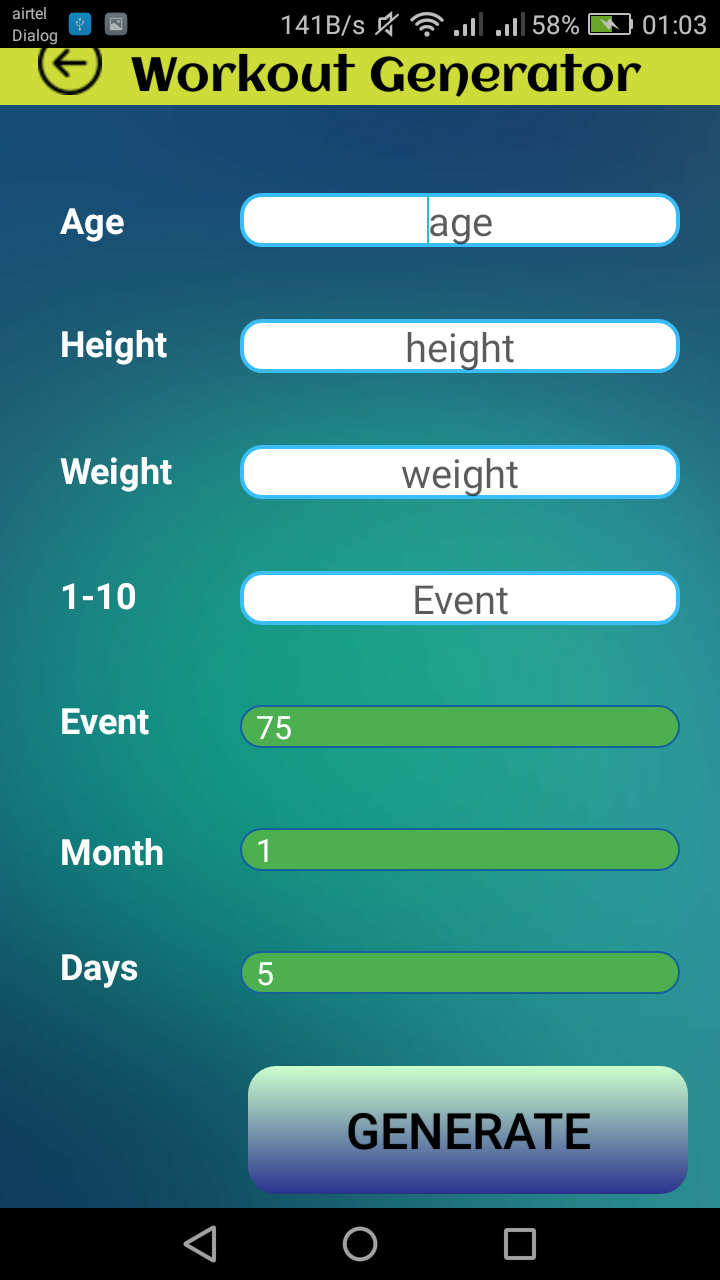 airtel
Dialog
141B/s 58% 01:03
Workout Generator
Age age
Height height
Weight weight
1-10 Event
Event 75
Month 1
Days 5
GENERATE